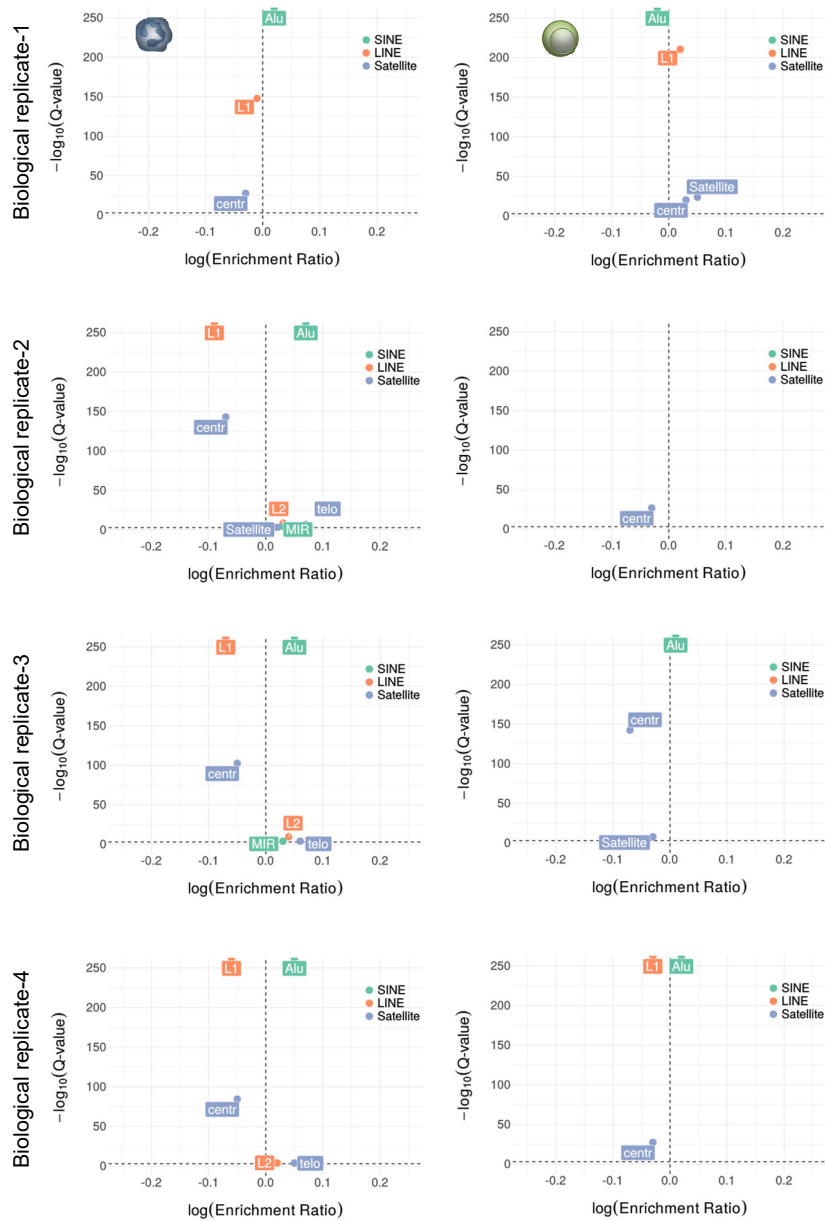 Biological replicate-1
−log10(Q-value)
250
200
150
100
50
0
Alu
L1
centr
SINE
LINE
Satellite
-0.2 -0.1 0.0 0.1 0.2
log(Enrichment Ratio)
−log10(Q-value)
250
200
150
100
50
0
Alu
L1
Satellite
centr
SINE
LINE
Satellite
-0.2 -0.1 0.0 0.1 0.2
log(Enrichment Ratio)
Biological replicate-2
−log10(Q-value)
250
200
150
100
50
0
L1 Alu
centr
L2 telo
Satellite MIR
SINE
LINE
Satellite
-0.2 -0.1 0.0 0.1 0.2
log(Enrichment Ratio)
−log10(Q-value)
250
200
150
100
50
0
centr
SINE
LINE
Satellite
-0.2 -0.1 0.0 0.1 0.2
log(Enrichment Ratio)
Biological replicate-3
−log10(Q-value)
250
200
150
100
50
0
L1 Alu
centr
L2
MIR telo
SINE
LINE
Satellite
-0.2 -0.1 0.0 0.1 0.2
log(Enrichment Ratio)
−log10(Q-value)
250
200
150
100
50
0
Alu
centr
Satellite
SINE
LINE
Satellite
-0.2 -0.1 0.0 0.1 0.2
log(Enrichment Ratio)
Biological replicate-4
−log10(Q-value)
250
200
150
100
50
0
L1 Alu
centr
L2 telo
SINE
LINE
Satellite
-0.2 -0.1 0.0 0.1 0.2
log(Enrichment Ratio)
−log10(Q-value)
250
200
150
100
50
0
L1 Alu
centr
SINE
LINE
Satellite
-0.2 -0.1 0.0 0.1 0.2
log(Enrichment Ratio)